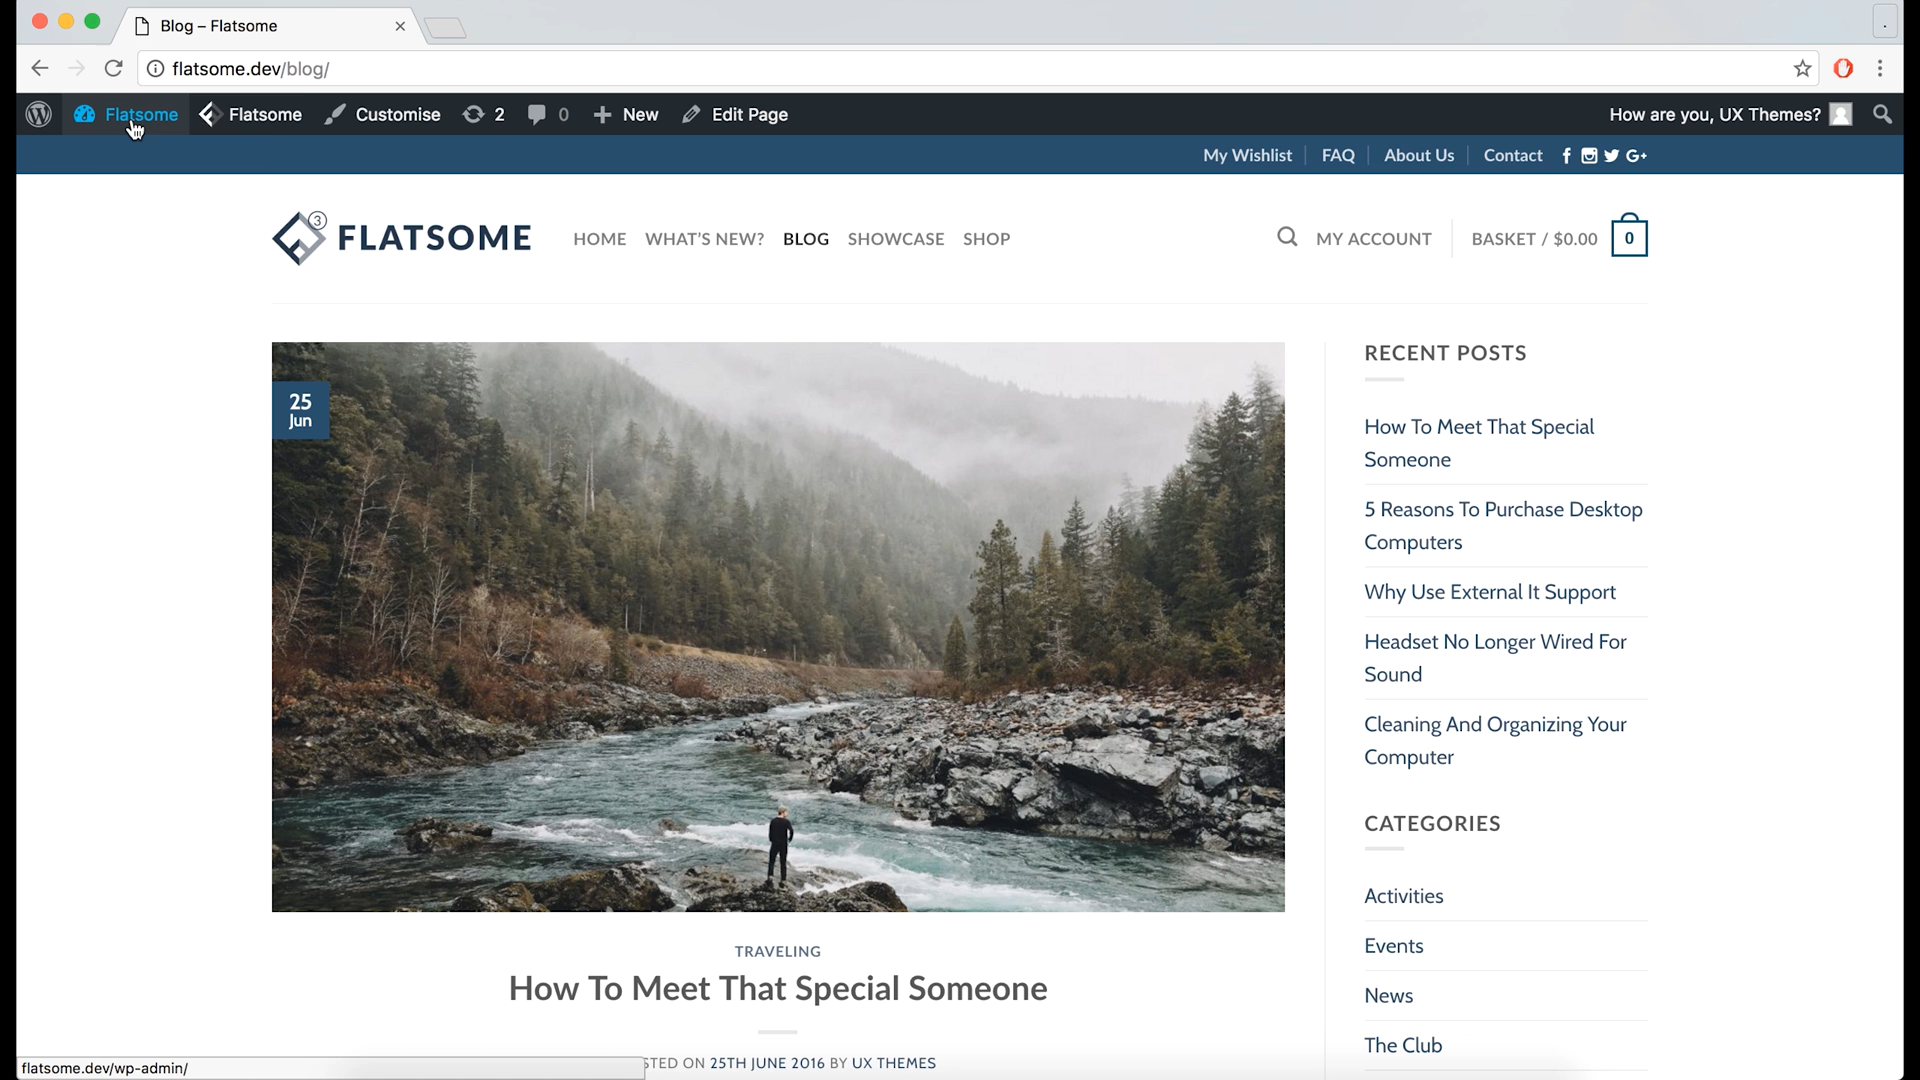 Blog – Flatsome
flatsome.dev/blog/
Flatsome Flatsome Customise 2 0 New Edit Page How are you, UX Themes?
My Wishlist FAQ About Us Contact G+
3 FLATSOME HOME WHAT'S NEW? BLOG SHOWCASE SHOP MY ACCOUNT BASKET / $0.00 0
25
Jun
TRAVELING
How To Meet That Special Someone
STED ON 25TH JUNE 2016 BY UX THEMES
RECENT POSTS
How To Meet That Special
Someone
5 Reasons To Purchase Desktop
Computers
Why Use External It Support
Headset No Longer Wired For
Sound
Cleaning And Organizing Your
Computer
CATEGORIES
Activities
Events
News
The Club
flatsome.dev/wp-admin/